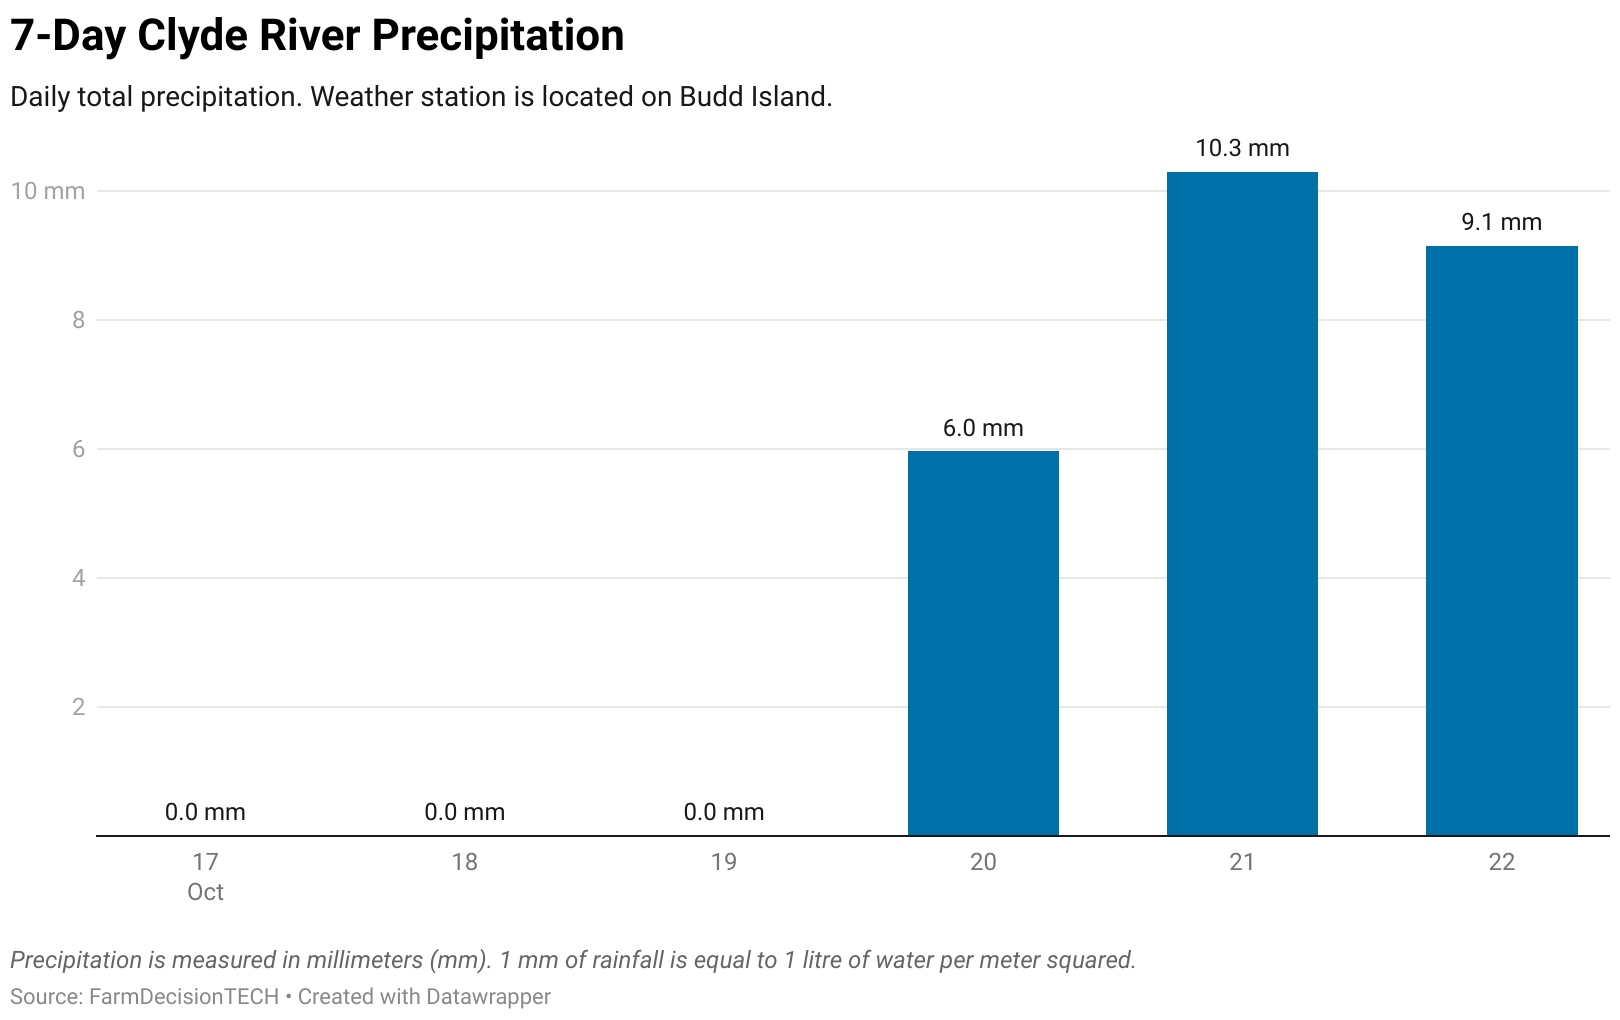 7-Day Clyde River Precipitation
Daily total precipitation. Weather station is located on Budd Island.
10.3 mm
10 mm
9.1 mm
8
6.0 mm
6
4
2
0.0 mm 0.0 mm 0.0 mm
17 18 19 20 21 22
Oct
Precipitation is measured in millimeters (mm). 1 mm of rainfall is equal to 1 litre of water per meter squared.
Source: FarmDecisionTECH • Created with Datawrapper